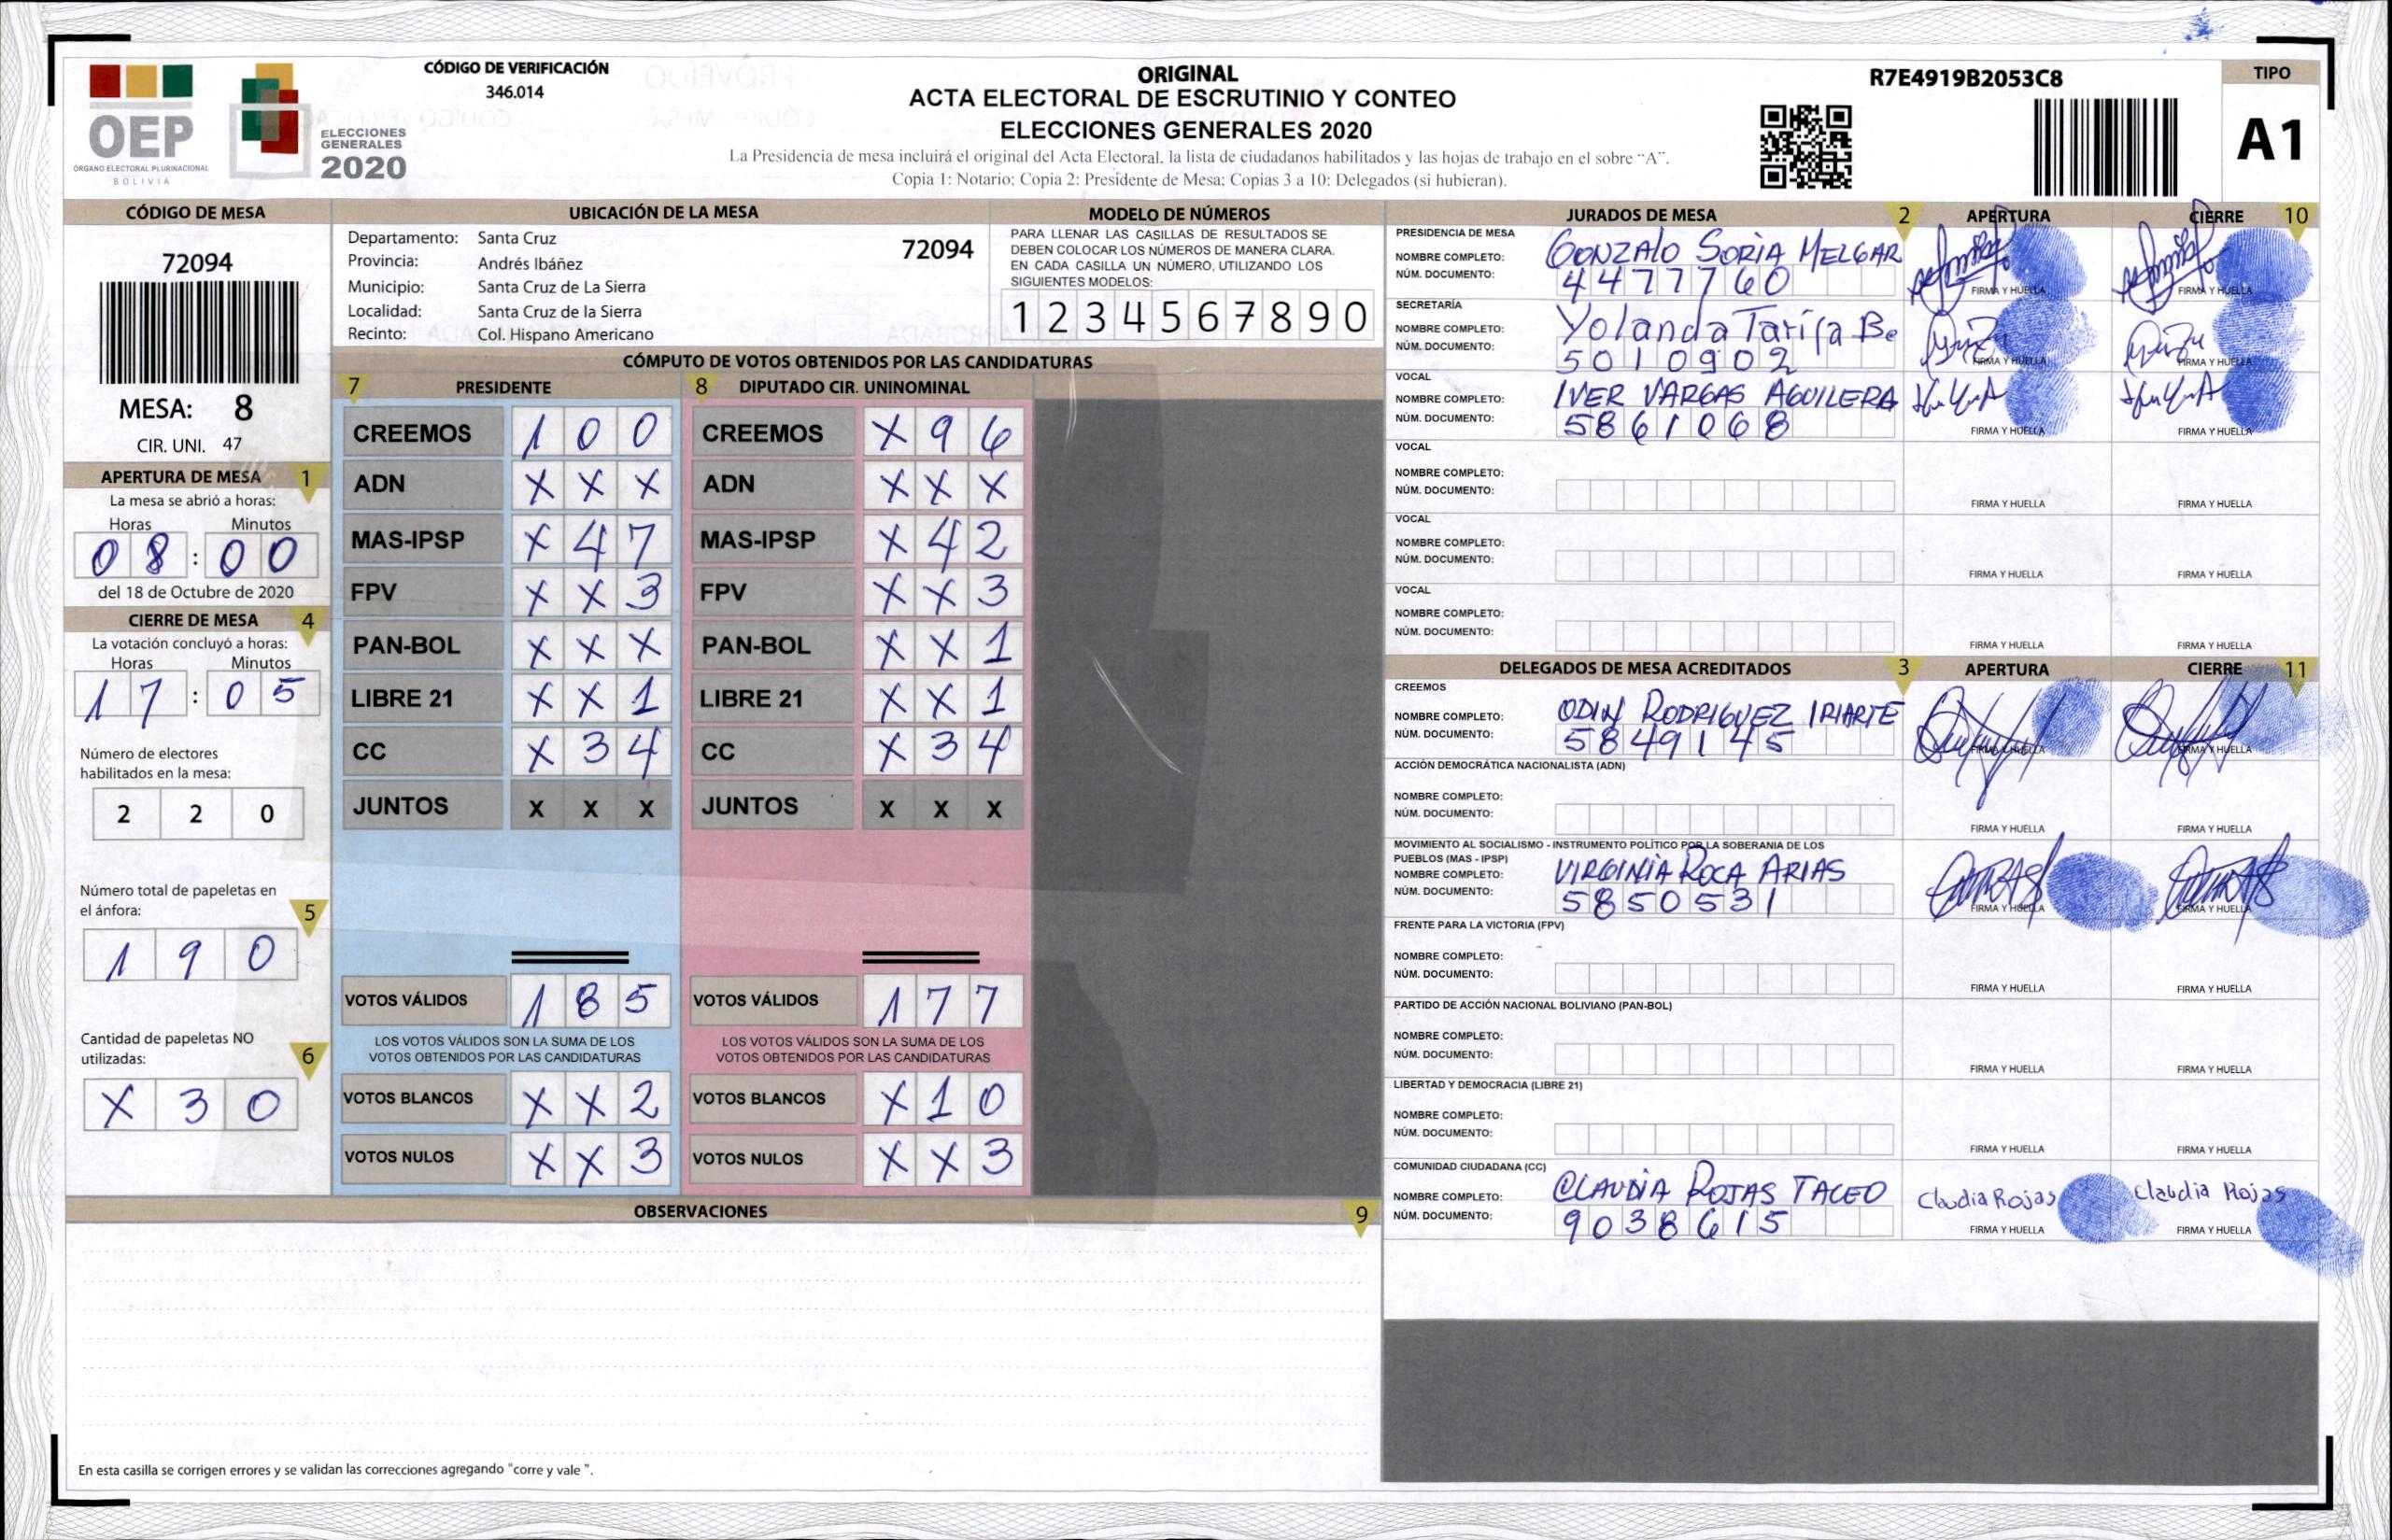 OEP
ÓRGANO ELECTORAL PLURINACIONAL
BOLIVIA
ELECCIONES
GENERALES
2020
CÓDIGO DE VERIFICACIÓN
346.014
ORIGINAL
ACTA ELECTORAL DE ESCRUTINIO Y CONTEO
ELECCIONES GENERALES 2020
La Presidencia de mesa incluirá el original del Acta Electoral, la lista de ciudadanos habilitados y las hojas de trabajo en el sobre "A".
Copia 1: Notario; Copia 2: Presidente de Mesa; Copias 3 a 10: Delegados (si hubieran).
R7E4919B2053C8
TIPO
A1
CÓDIGO DE MESA
72094
MESA: 8
CIR. UNI. 47
APERTURA DE MESA 1
La mesa se abrió a horas:
Horas Minutos
0 8 : 0 0
del 18 de Octubre de 2020
CIERRE DE MESA 4
La votación concluyó a horas:
Horas Minutos
1 7 : 0 5
Número de electores
habilitados en la mesa:
2 2 0
Número total de papeletas en
el ánfora:
5
1 9 0
Cantidad de papeletas NO
utilizadas:
6
X 3 0
UBICACIÓN DE LA MESA
Departamento: Santa Cruz
72094
Provincia: Andrés Ibáñez
Municipio: Santa Cruz de La Sierra
Localidad: Santa Cruz de la Sierra
Recinto: Col. Hispano Americano
MODELO DE NÚMEROS
PARA LLENAR LAS CASILLAS DE RESULTADOS SE
DEBEN COLOCAR LOS NÚMEROS DE MANERA CLARA.
EN CADA CASILLA UN NÚMERO, UTILIZANDO LOS
SIGUIENTES MODELOS:
1 2 3 4 5 6 7 8 9 0
CÓMPUTO DE VOTOS OBTENIDOS POR LAS CANDIDATURAS
7 PRESIDENTE
CREEMOS 1 0 0
ADN X X X
MAS-IPSP X 4 7
FPV X X 3
PAN-BOL X X X
LIBRE 21 X X 1
CC X 3 4
JUNTOS X X X
VOTOS VÁLIDOS 1 8 5
LOS VOTOS VÁLIDOS SON LA SUMA DE LOS
VOTOS OBTENIDOS POR LAS CANDIDATURAS
VOTOS BLANCOS X X 2
VOTOS NULOS X X 3
8 DIPUTADO CIR. UNINOMINAL
CREEMOS X 9 6
ADN X X X
MAS-IPSP X 4 2
FPV X X 3
PAN-BOL X X 1
LIBRE 21 X X 1
CC X 3 4
JUNTOS X X X
VOTOS VÁLIDOS 1 7 7
LOS VOTOS VÁLIDOS SON LA SUMA DE LOS
VOTOS OBTENIDOS POR LAS CANDIDATURAS
VOTOS BLANCOS X 1 0
VOTOS NULOS X X 3
OBSERVACIONES 9
En esta casilla se corrigen errores y se validan las correcciones agregando "corre y vale ".
JURADOS DE MESA 2 APERTURA CIERRE 10
PRESIDENCIA DE MESA
NOMBRE COMPLETO: GONZALO SORIA MELGAR
NÚM. DOCUMENTO: 4477760
FIRMA Y HUELLA FIRMA Y HUELLA
SECRETARÍA
NOMBRE COMPLETO: Yolanda Tarifa B.
NÚM. DOCUMENTO: 5010902
FIRMA Y HUELLA FIRMA Y HUELLA
VOCAL
NOMBRE COMPLETO: IVER VARGAS AGUILERA
NÚM. DOCUMENTO: 5861068
FIRMA Y HUELLA FIRMA Y HUELLA
VOCAL
NOMBRE COMPLETO:
NÚM. DOCUMENTO:
FIRMA Y HUELLA FIRMA Y HUELLA
VOCAL
NOMBRE COMPLETO:
NÚM. DOCUMENTO:
FIRMA Y HUELLA FIRMA Y HUELLA
VOCAL
NOMBRE COMPLETO:
NÚM. DOCUMENTO:
FIRMA Y HUELLA FIRMA Y HUELLA
DELEGADOS DE MESA ACREDITADOS 3 APERTURA CIERRE 11
CREEMOS
NOMBRE COMPLETO: ODIN RODRIGUEZ IRIARTE
NÚM. DOCUMENTO: 5849145
FIRMA Y HUELLA FIRMA Y HUELLA
ACCIÓN DEMOCRÁTICA NACIONALISTA (ADN)
NOMBRE COMPLETO:
NÚM. DOCUMENTO:
FIRMA Y HUELLA FIRMA Y HUELLA
MOVIMIENTO AL SOCIALISMO - INSTRUMENTO POLÍTICO POR LA SOBERANIA DE LOS
PUEBLOS (MAS - IPSP)
NOMBRE COMPLETO: VIRGINIA ROCA ARIAS
NÚM. DOCUMENTO: 5850531
FIRMA Y HUELLA FIRMA Y HUELLA
FRENTE PARA LA VICTORIA (FPV)
NOMBRE COMPLETO:
NÚM. DOCUMENTO:
FIRMA Y HUELLA FIRMA Y HUELLA
PARTIDO DE ACCIÓN NACIONAL BOLIVIANO (PAN-BOL)
NOMBRE COMPLETO:
NÚM. DOCUMENTO:
FIRMA Y HUELLA FIRMA Y HUELLA
LIBERTAD Y DEMOCRACIA (LIBRE 21)
NOMBRE COMPLETO:
NÚM. DOCUMENTO:
FIRMA Y HUELLA FIRMA Y HUELLA
COMUNIDAD CIUDADANA (CC)
NOMBRE COMPLETO: CLAUDIA ROJAS TACEO Claudia Rojas Claudia Rojas
NÚM. DOCUMENTO: 9038615
FIRMA Y HUELLA FIRMA Y HUELLA